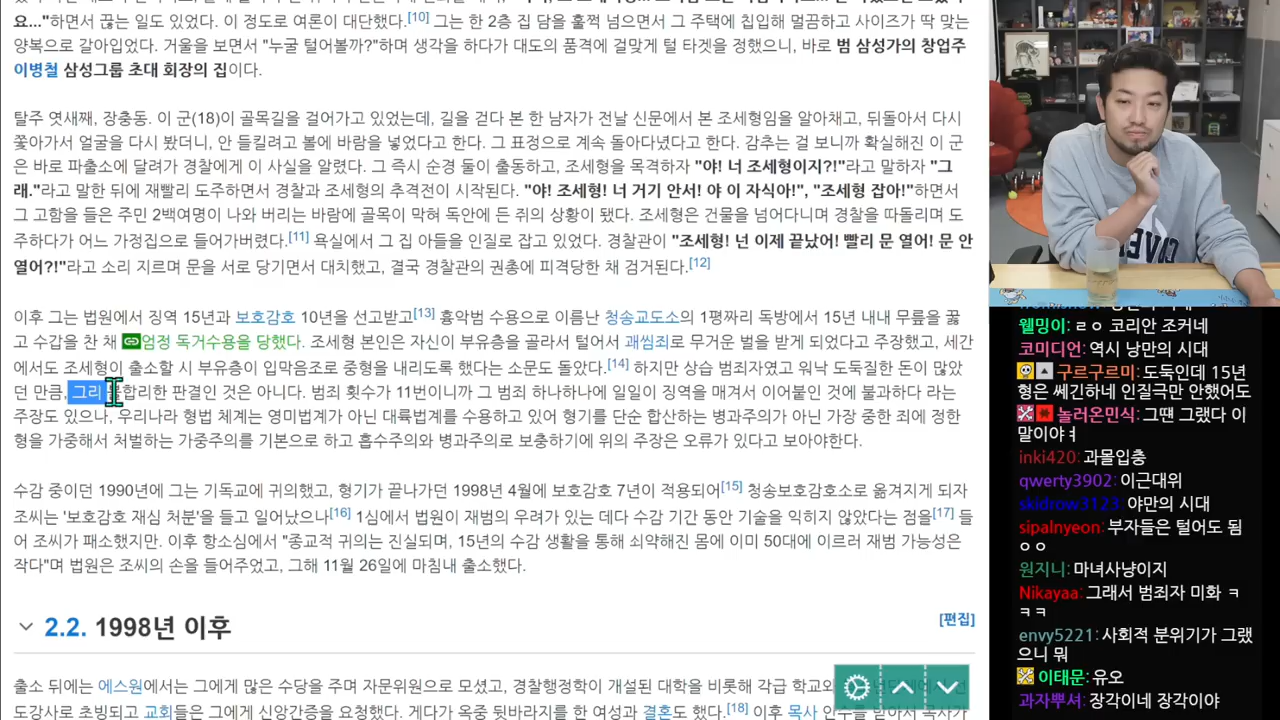 요..."하면서 끊는 일도 있었다. 이 정도로 여론이 대단했다.[10] 그는 한 2층 집 담을 훌쩍 넘으면서 그 주택에 칩입해 멀끔하고 사이즈가 딱 맞는
양복으로 갈아입었다. 거울을 보면서 "누굴 털어볼까?"하며 생각을 하다가 대도의 품격에 걸맞게 털 타겟을 정했으니, 바로 범 삼성가의 창업주
이병철 삼성그룹 초대 회장의 집이다.
탈주 엿새째, 장충동. 이 군(18)이 골목길을 걸어가고 있었는데, 길을 걷다 본 한 남자가 전날 신문에서 본 조세형임을 알아채고, 뒤돌아서 다시
쫓아가서 얼굴을 다시 봤더니, 안 들킬려고 볼에 바람을 넣었다고 한다. 그 표정으로 계속 돌아다녔다고 한다. 감추는 걸 보니까 확실해진 이 군
은 바로 파출소에 달려가 경찰에게 이 사실을 알렸다. 그 즉시 순경 둘이 출동하고, 조세형을 목격하자 "야! 너 조세형이지?!"라고 말하자 "그
래."라고 말한 뒤에 재빨리 도주하면서 경찰과 조세형의 추격전이 시작된다. "야! 조세형! 너 거기 안서! 야 이 자식아!", "조세형 잡아!"하면서
그 고함을 들은 주민 2백여명이 나와 버리는 바람에 골목이 막혀 독안에 든 쥐의 상황이 됐다. 조세형은 건물을 넘어다니며 경찰을 따돌리며 도
주하다가 어느 가정집으로 들어가버렸다.[11] 욕실에서 그 집 아들을 인질로 잡고 있었다. 경찰관이 "조세형! 넌 이제 끝났어! 빨리 문 열어! 문 안
열어?!"라고 소리 지르며 문을 서로 당기면서 대치했고, 결국 경찰관의 권총에 피격당한 채 검거된다.[12]
이후 그는 법원에서 징역 15년과 보호감호 10년을 선고받고[13] 흉악범 수용으로 이름난 청송교도소의 1평짜리 독방에서 15년 내내 무릎을 꿇
고 수갑을 찬 채 엄정 독거수용을 당했다. 조세형 본인은 자신이 부유층을 골라서 털어서 괘씸죄로 무거운 벌을 받게 되었다고 주장했고, 세간
에서도 조세형이 출소할 시 부유층이 입막음조로 중형을 내리도록 했다는 소문도 돌았다.[14] 하지만 상습 범죄자였고 워낙 도둑질한 돈이 많았
던 만큼, 그리 불합리한 판결인 것은 아니다. 범죄 횟수가 11번이니까 그 범죄 하나하나에 일일이 징역을 매겨서 이어붙인 것에 불과하다 라는
주장도 있으나, 우리나라 형법 체계는 영미법계가 아닌 대륙법계를 수용하고 있어 형기를 단순 합산하는 병과주의가 아닌 가장 중한 죄에 정한
형을 가중해서 처벌하는 가중주의를 기본으로 하고 흡수주의와 병과주의로 보충하기에 위의 주장은 오류가 있다고 보아야한다.
수감 중이던 1990년에 그는 기독교에 귀의했고, 형기가 끝나가던 1998년 4월에 보호감호 7년이 적용되어[15] 청송보호감호소로 옮겨지게 되자
조씨는 '보호감호 재심 처분'을 들고 일어났으나[16] 1심에서 법원이 재범의 우려가 있는 데다 수감 기간 동안 기술을 익히지 않았다는 점을[17] 들
어 조씨가 패소했지만. 이후 항소심에서 "종교적 귀의는 진실되며, 15년의 수감 생활을 통해 쇠약해진 몸에 이미 50대에 이르러 재범 가능성은
작다"며 법원은 조씨의 손을 들어주었고, 그해 11월 26일에 마침내 출소했다.
2.2. 1998년 이후
[편집]
출소 뒤에는 에스원에서는 그에게 많은 수당을 주며 자문위원으로 모셨고, 경찰행정학이 개설된 대학을 비롯해 각급 학교와
도강사로 초빙되고 교회들은 그에게 신앙간증을 요청했다. 게다가 옥중 뒷바라지를 한 여성과 결혼도 했다.[18] 이후 목사 안수를 받아서 목사가
웰밍이: ㄹㅇ 코리안 조커네
코미디언: 역시 낭만의 시대
구르구르미: 도둑인데 15년
형은 쎄긴하네 인질극만 안했어도
놀러온민식: 그땐 그랬다 이
말이야ㅕ
inki420: 과몰입충
qwerty3902: 이근대위
skidrow3123: 야만의 시대
sipalnyeon: 부자들은 털어도 됨
ㅇㅇ
원지니: 마녀사냥이지
Nikayaa: 그래서 범죄자 미화 ㅋ
ㅋㅋㅋ
envy5221: 사회적 분위기가 그랬
으니 뭐
이태문: 유오
과자뿌셔: 장각이네 장각이야